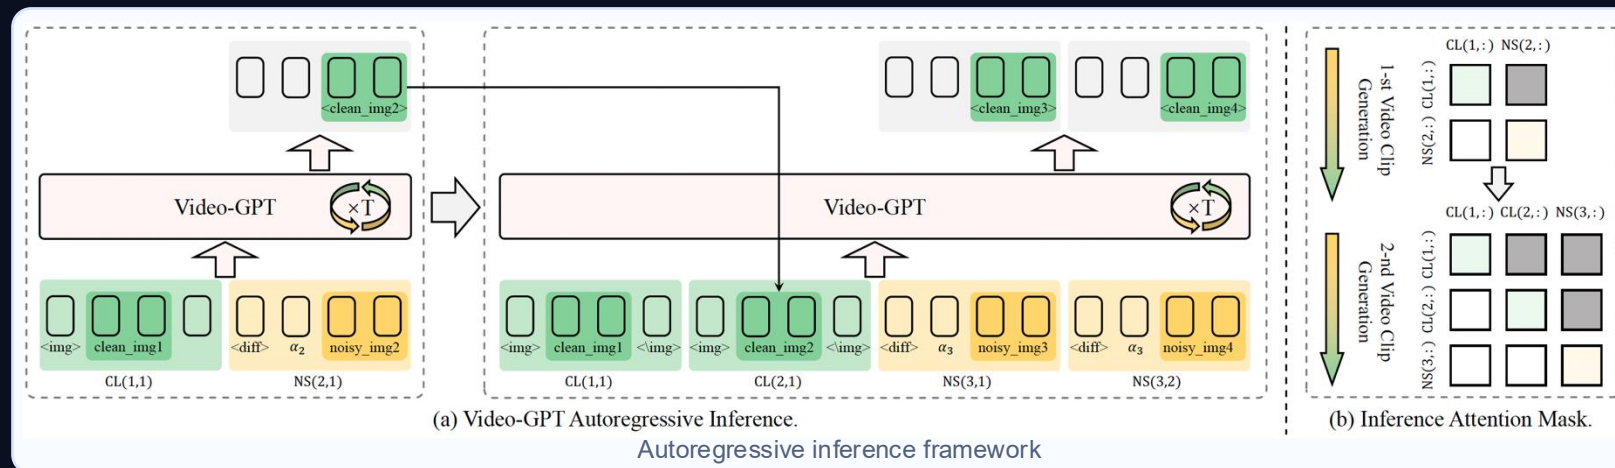 <clean_img2>
<clean_img3>
<clean_img4>
Video-GPT
×T
Video-GPT
×T
<img>
clean_img1
<diff>
α2
noisy_img2
CL(1,1)
NS(2,1)
<img>
clean_img1
<\img>
<img>
clean_img2
<\img>
<diff>
α3
noisy_img3
<diff>
α3
noisy_img4
CL(1,1)
CL(2,1)
NS(3,1)
NS(3,2)
(a) Video-GPT Autoregressive Inference.
1-st Video Clip
Generation
CL(1,:) NS(2,:)
CL(1,:)
NS(2,:)
2-nd Video Clip
Generation
CL(1,:) CL(2,:) NS(3,:)
CL(1,:)
CL(2,:)
NS(3,:)
(b) Inference Attention Mask.
Autoregressive inference framework